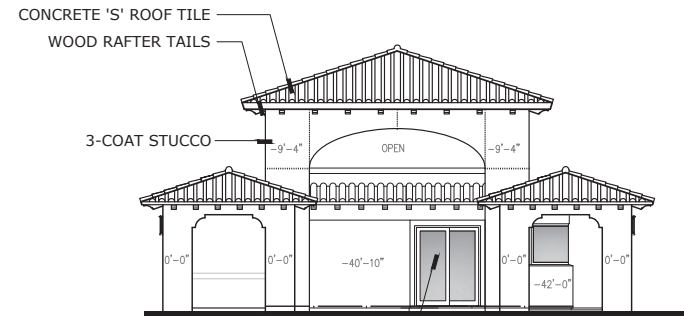 CONCRETE 'S' ROOF TILE
WOOD RAFTER TAILS
3-COAT STUCCO
-9'-4"
OPEN
-9'-4"
0'-0"
0'-0"
-40'-10"
0'-0"
-42'-0"
0'-0"